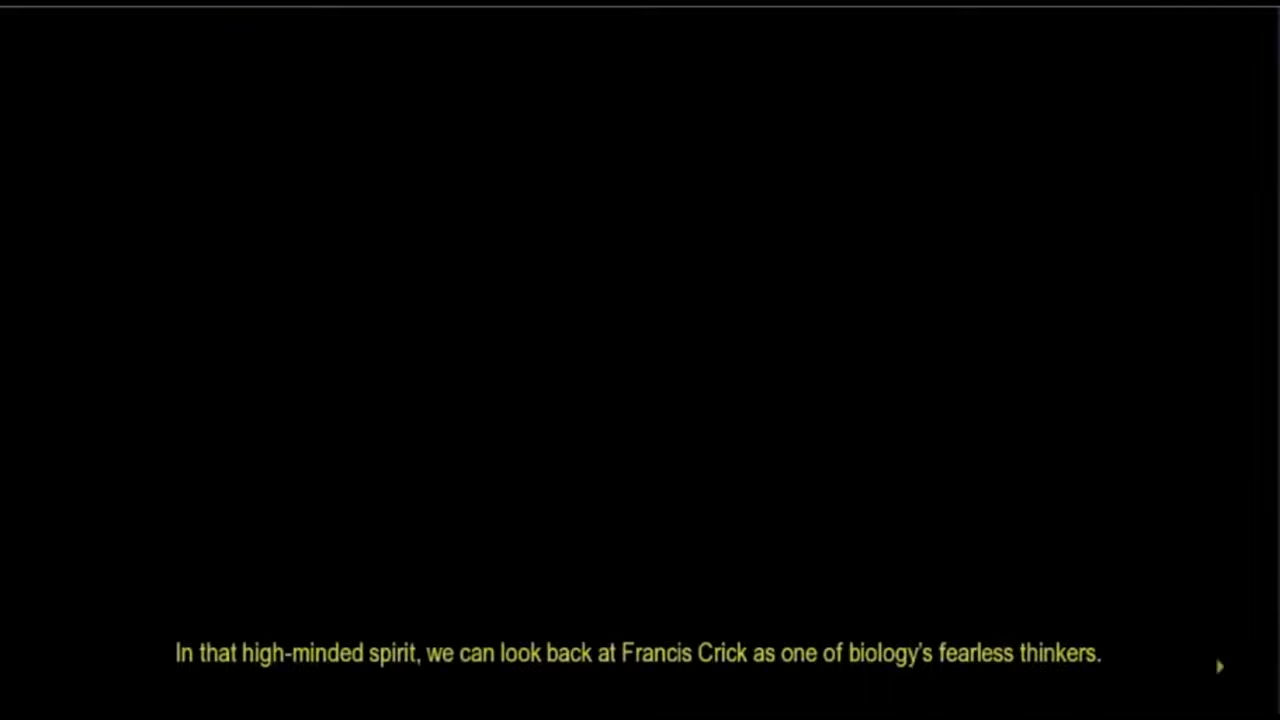 In that high-minded spirit, we can look back at Francis Crick as one of biology's fearless thinkers.